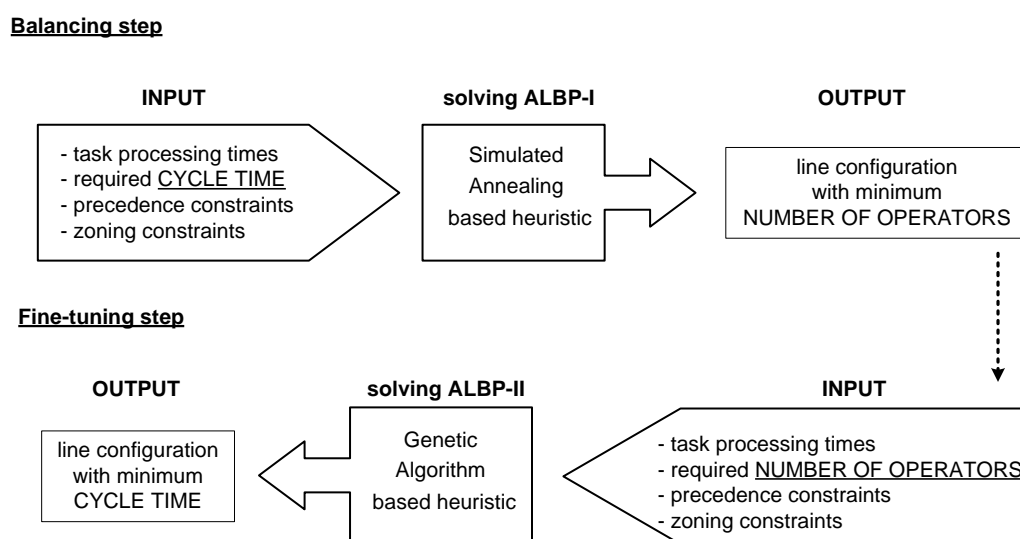 Balancing step
INPUT
solving ALBP-I
OUTPUT
- task processing times
- required CYCLE TIME
- precedence constraints
- zoning constraints
Simulated
Annealing
based heuristic
line configuration
with minimum
NUMBER OF OPERATORS
Fine-tuning step
OUTPUT
solving ALBP-II
INPUT
line configuration
with minimum
CYCLE TIME
Genetic
Algorithm
based heuristic
- task processing times
- required NUMBER OF OPERATORS
- precedence constraints
- zoning constraints